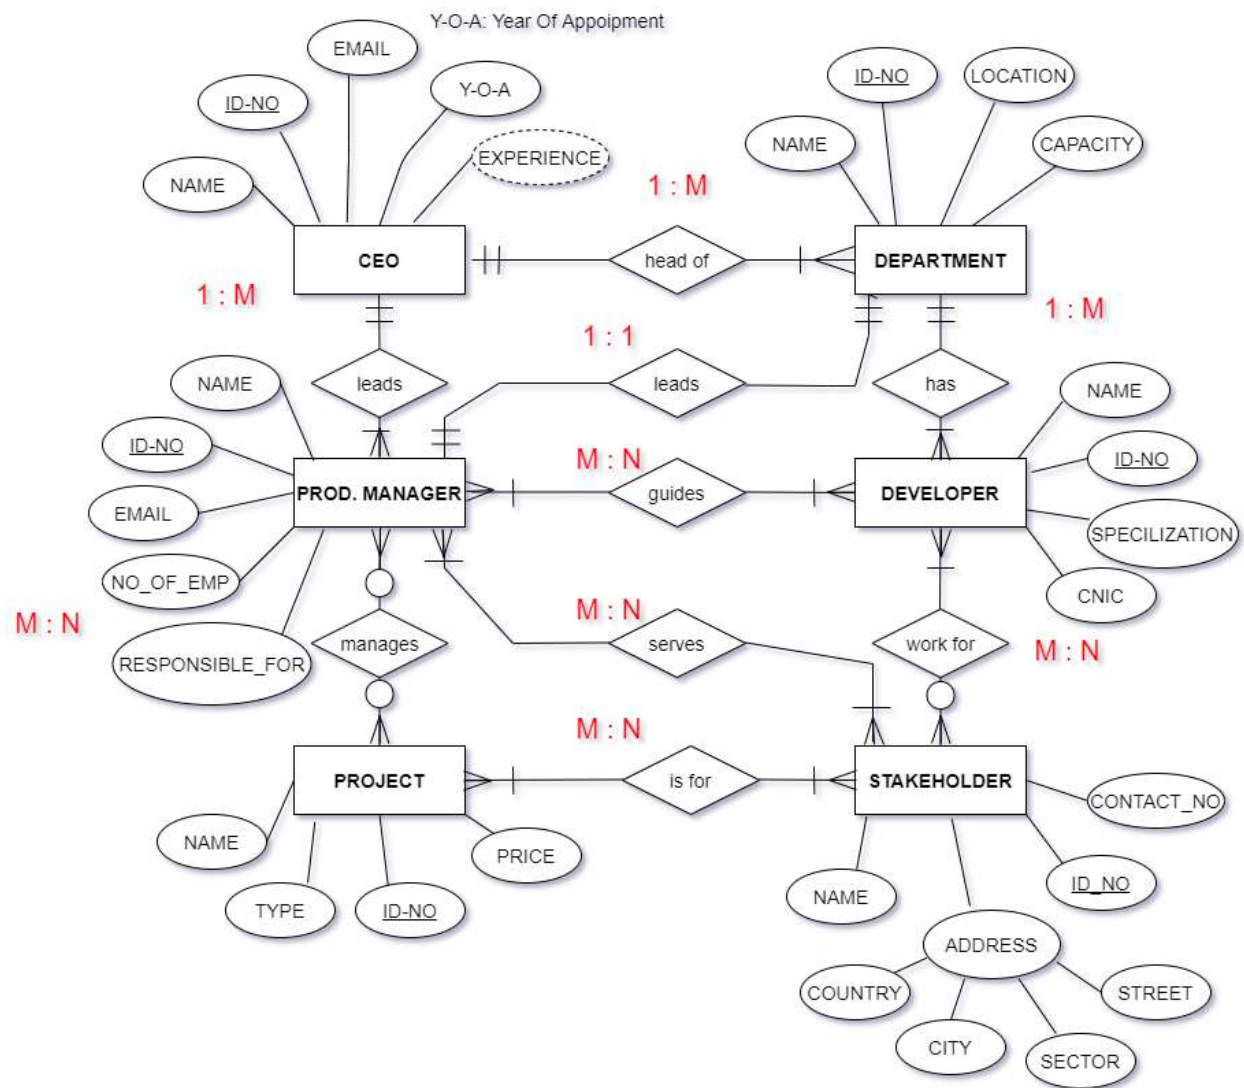 Y-O-A: Year Of Appoipment
EMAIL
ID-NO
Y-O-A
EXPERIENCE
NAME
ID-NO
LOCATION
NAME
CAPACITY
1 : M
CEO
head of
DEPARTMENT
1 : M
1 : M
1 : 1
leads
leads
has
NAME
ID-NO
EMAIL
NO_OF_EMP
RESPONSIBLE_FOR
PROD. MANAGER
M : N
guides
DEVELOPER
NAME
ID-NO
SPECILIZATION
CNIC
M : N
manages
M : N
serves
work for
M : N
PROJECT
M : N
is for
STAKEHOLDER
NAME
TYPE
ID-NO
PRICE
CONTACT_NO
ID_NO
NAME
ADDRESS
COUNTRY
CITY
SECTOR
STREET